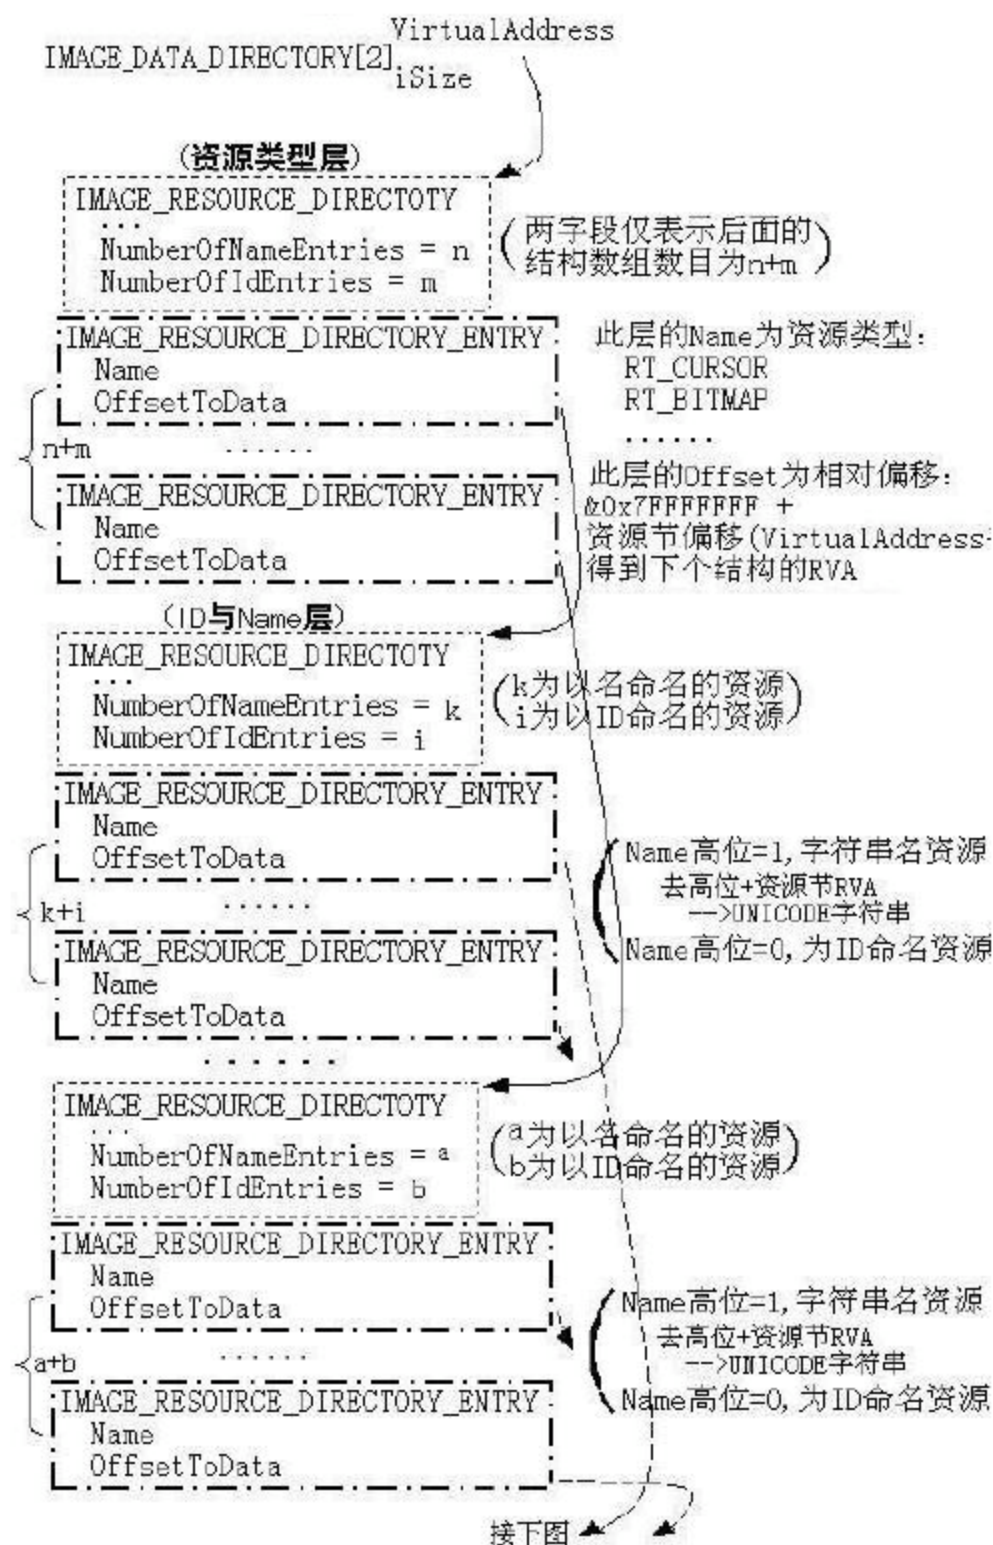 VirtualAddress
IMAGE_DATA_DIRECTORY[2]
iSize
(资源类型层)
IMAGE_RESOURCE_DIRECTOTY
...
NumberOfNameEntries = n
NumberOfIdEntries = m
(两字段仅表示后面的
结构数组数目为n+m)
IMAGE_RESOURCE_DIRECTORY_ENTRY
Name
OffsetToData
此层的Name为资源类型:
RT_CURSOR
RT_BITMAP
......
n+m
......
此层的Offset为相对偏移:
&0x7FFFFFFF +
资源节偏移(VirtualAddress
得到下个结构的RVA
IMAGE_RESOURCE_DIRECTORY_ENTRY
Name
OffsetToData
(ID与Name层)
IMAGE_RESOURCE_DIRECTOTY
...
NumberOfNameEntries = k
NumberOfIdEntries = i
(k为以名命名的资源
i为以ID命名的资源)
IMAGE_RESOURCE_DIRECTORY_ENTRY
Name
OffsetToData
k+i
......
Name高位=1,字符串名资源
去高位+资源节RVA
-->UNICODE字符串
Name高位=0,为ID命名资源
IMAGE_RESOURCE_DIRECTORY_ENTRY
Name
OffsetToData
......
IMAGE_RESOURCE_DIRECTOTY
...
NumberOfNameEntries = a
NumberOfIdEntries = b
(a为以名命名的资源
b为以ID命名的资源)
IMAGE_RESOURCE_DIRECTORY_ENTRY
Name
OffsetToData
a+b
......
Name高位=1,字符串名资源
去高位+资源节RVA
-->UNICODE字符串
Name高位=0,为ID命名资源
IMAGE_RESOURCE_DIRECTORY_ENTRY
Name
OffsetToData
接下图